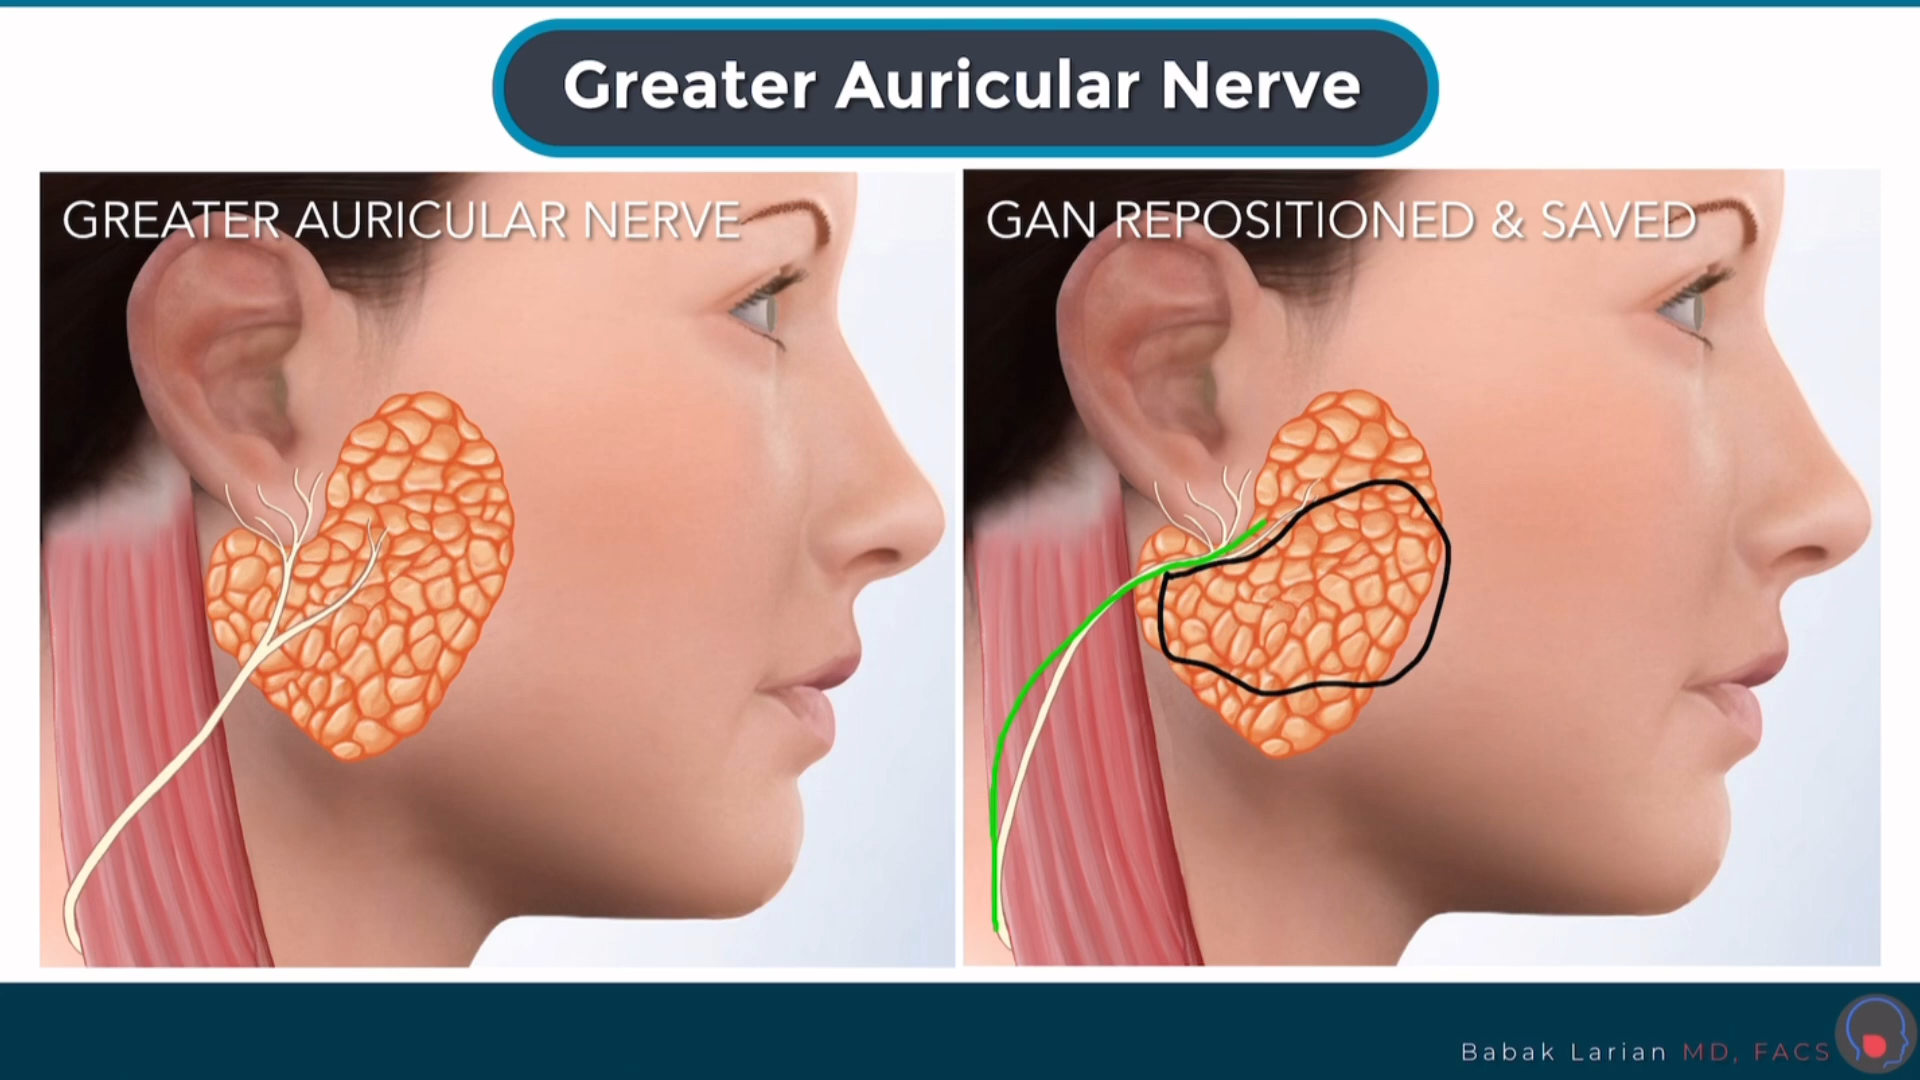 Greater Auricular Nerve
GREATER AURICULAR NERVE
GAN REPOSITIONED & SAVED
Babak Larian MD, FACS